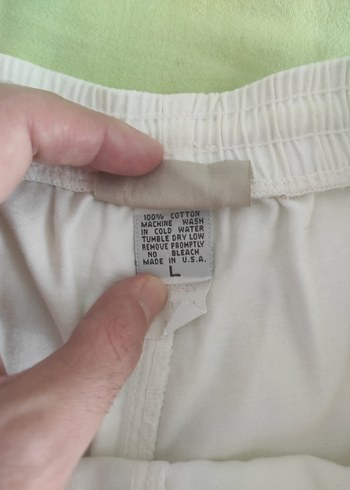 100% COTTON
MACHINE WASH
IN COLD WATER
TUMBLE DRY LOW
REMOVE PROMPTLY
NO BLEACH
MADE IN U.S.A.
L